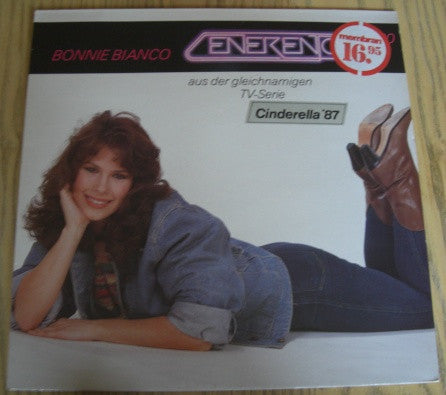 BONNIE BIANCO
CENERENTOLA
membran
16.95
aus der gleichnamigen
TV-Serie
Cinderella '87